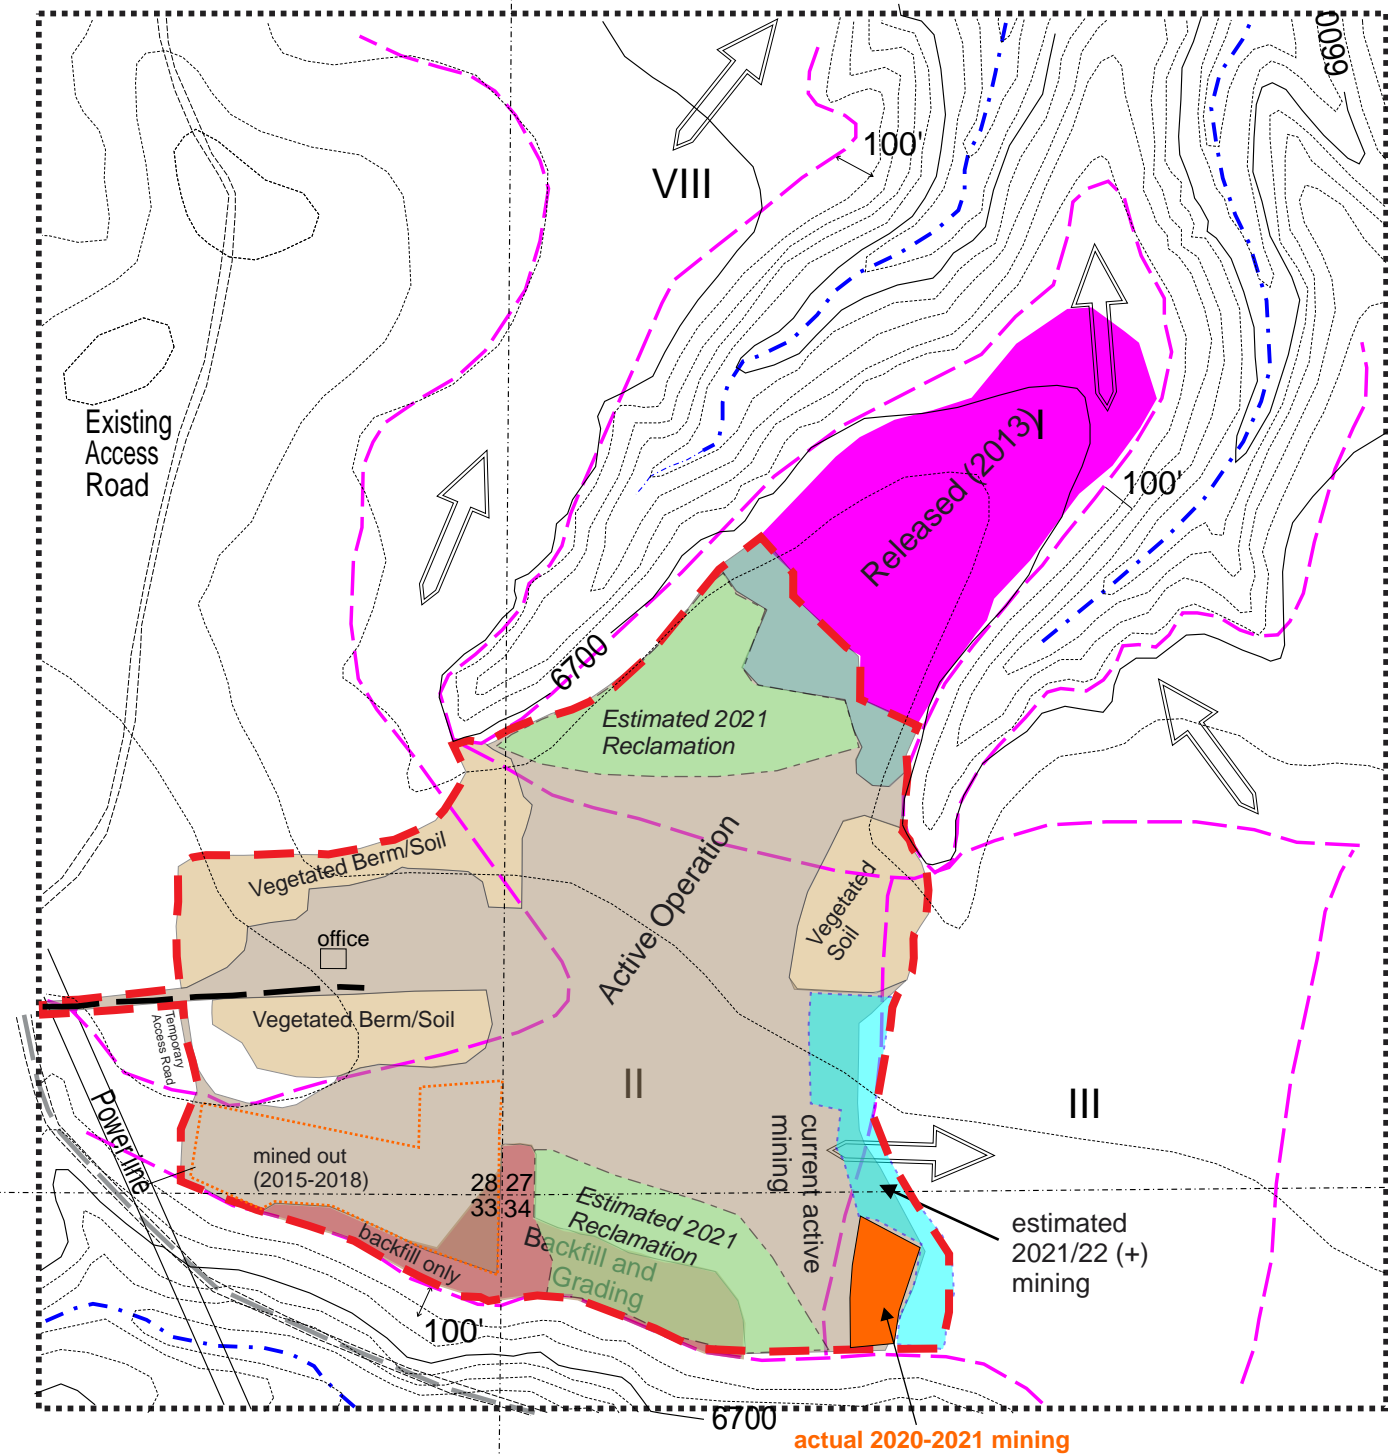 6600
100'
VIII
Existing
Access
Road
I
Released (2013)
100'
6700
Estimated 2021
Reclamation
Vegetated Berm/Soil
Active Operation
Vegetated
Soil
office
Vegetated Berm/Soil
Temporary
Access Road
II
III
Power line
current active
mining
mined out
(2015-2018)
28 27
33 34
Estimated 2021
Reclamation
backfill only
Backfill and
Grading
estimated
2021/22 (+)
mining
100'
6700
actual 2020-2021 mining